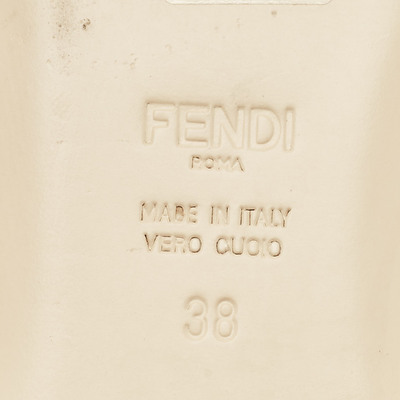 FENDI
ROMA
MADE IN ITALY
VERO CUOIO
38